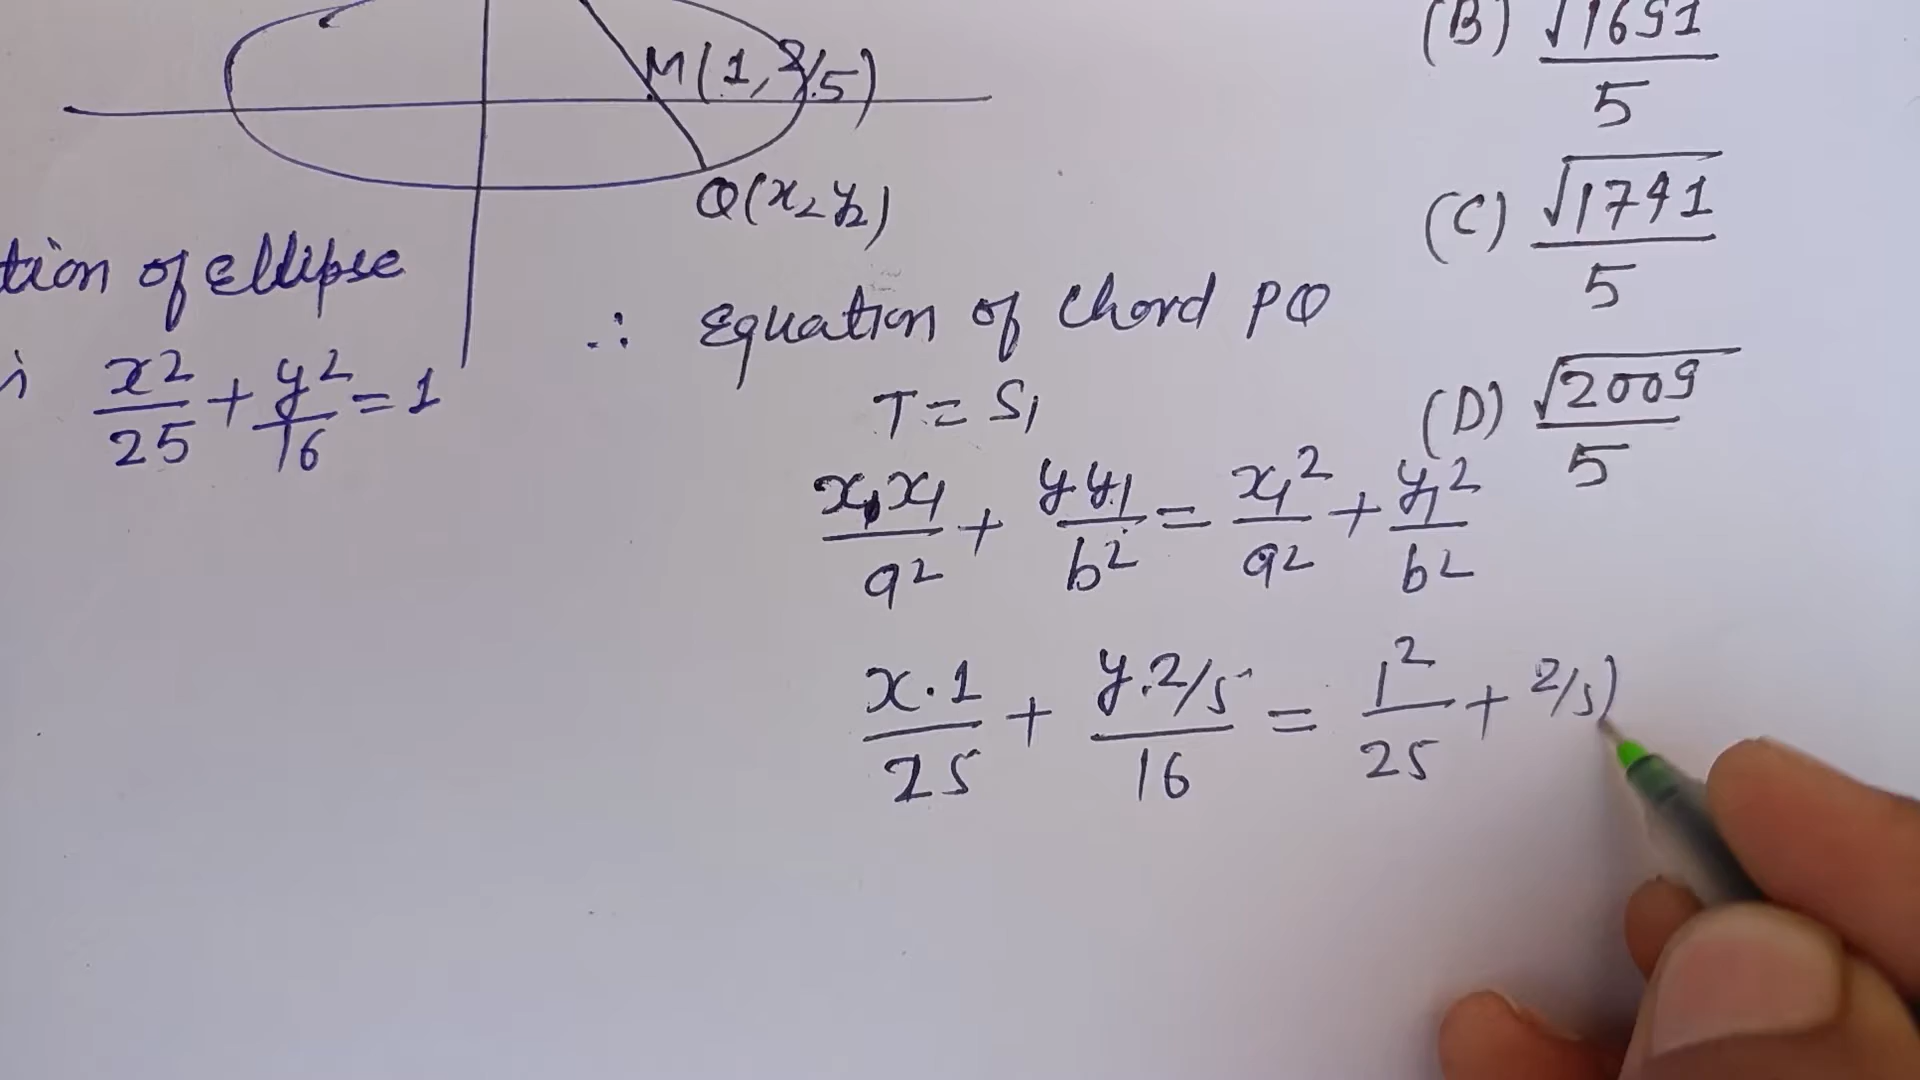 (B) √1691/5
M(1, 2/5)
(C) √1741/5
Q(x₂ y₂)
tion of Ellipse
∴ Equation of Chord PQ
x²/25 + y²/16 = 1
T = S₁
(D) √2009/5
x x₁/a² + y y₁/b² = x₁²/a² + y₁²/b²
x·1/25 + y·2/5/16 = 1²/25 + 2/5)